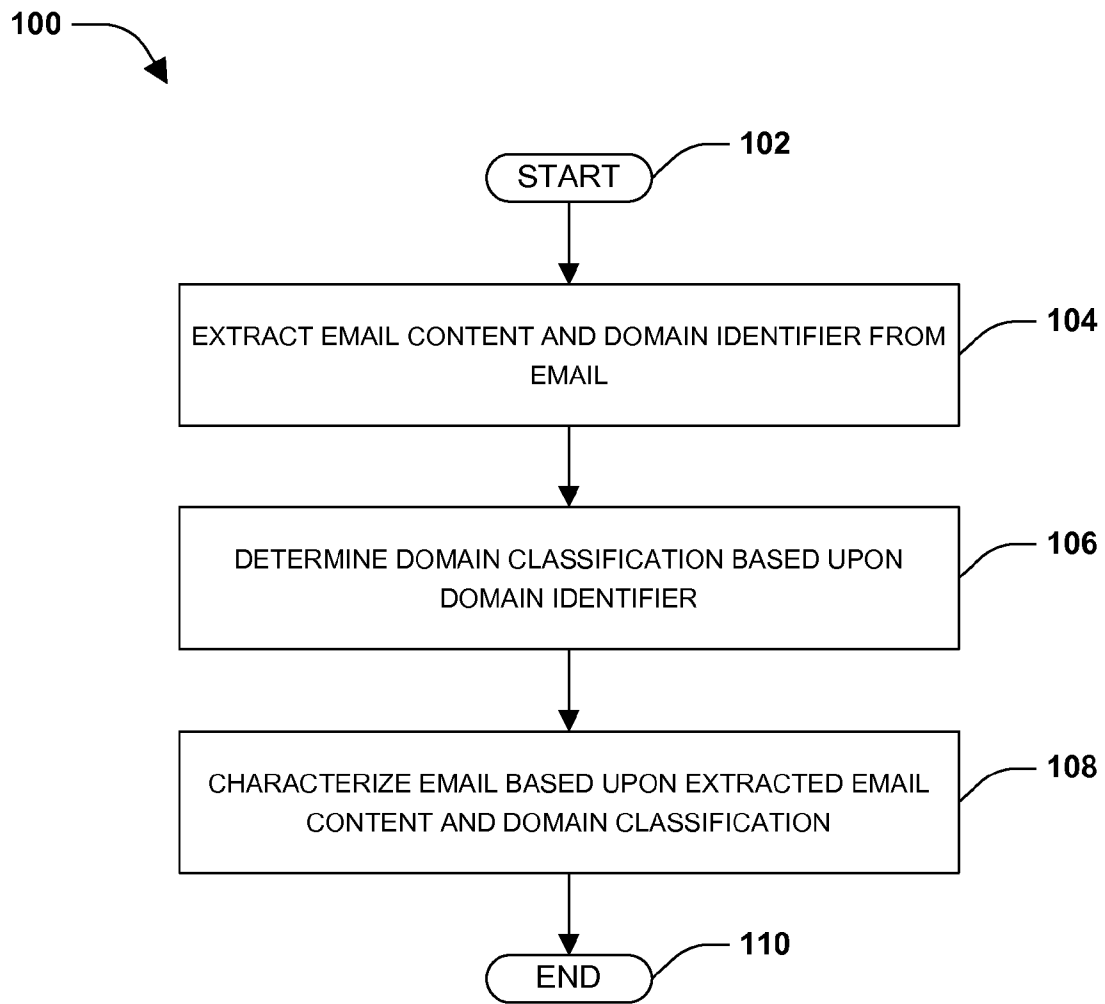 100
102
START
104
EXTRACT EMAIL CONTENT AND DOMAIN IDENTIFIER FROM
EMAIL
106
DETERMINE DOMAIN CLASSIFICATION BASED UPON
DOMAIN IDENTIFIER
108
CHARACTERIZE EMAIL BASED UPON EXTRACTED EMAIL
CONTENT AND DOMAIN CLASSIFICATION
110
END